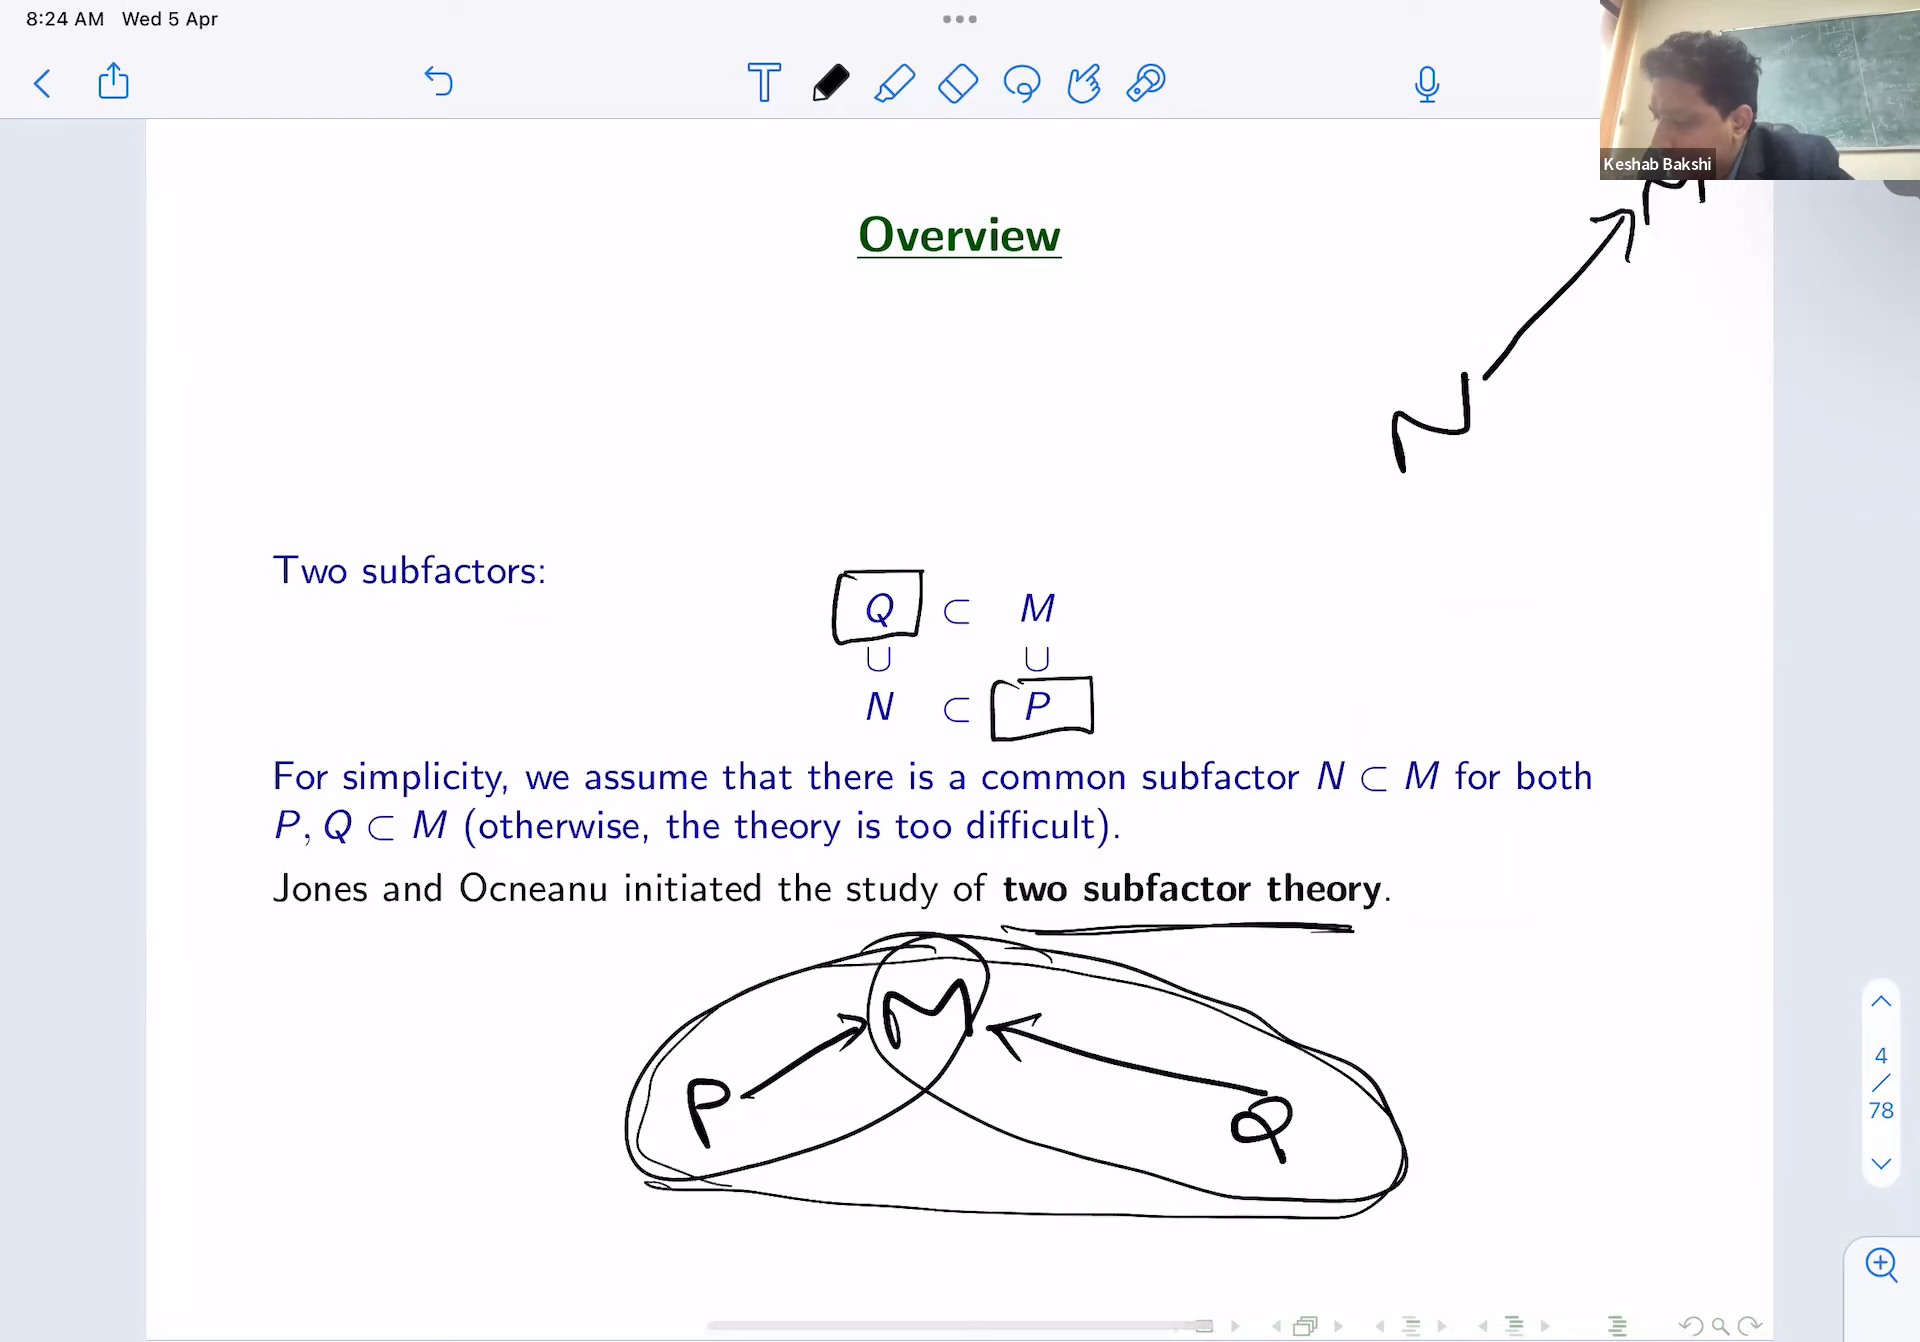 8:24 AM Wed 5 Apr
Keshab Bakshi
M
Overview
N
Two subfactors:
Q ⊂ M
∪ ∪
N ⊂ P
For simplicity, we assume that there is a common subfactor N ⊂ M for both
P, Q ⊂ M (otherwise, the theory is too difficult).
Jones and Ocneanu initiated the study of two subfactor theory.
M
P Q
4
/
78